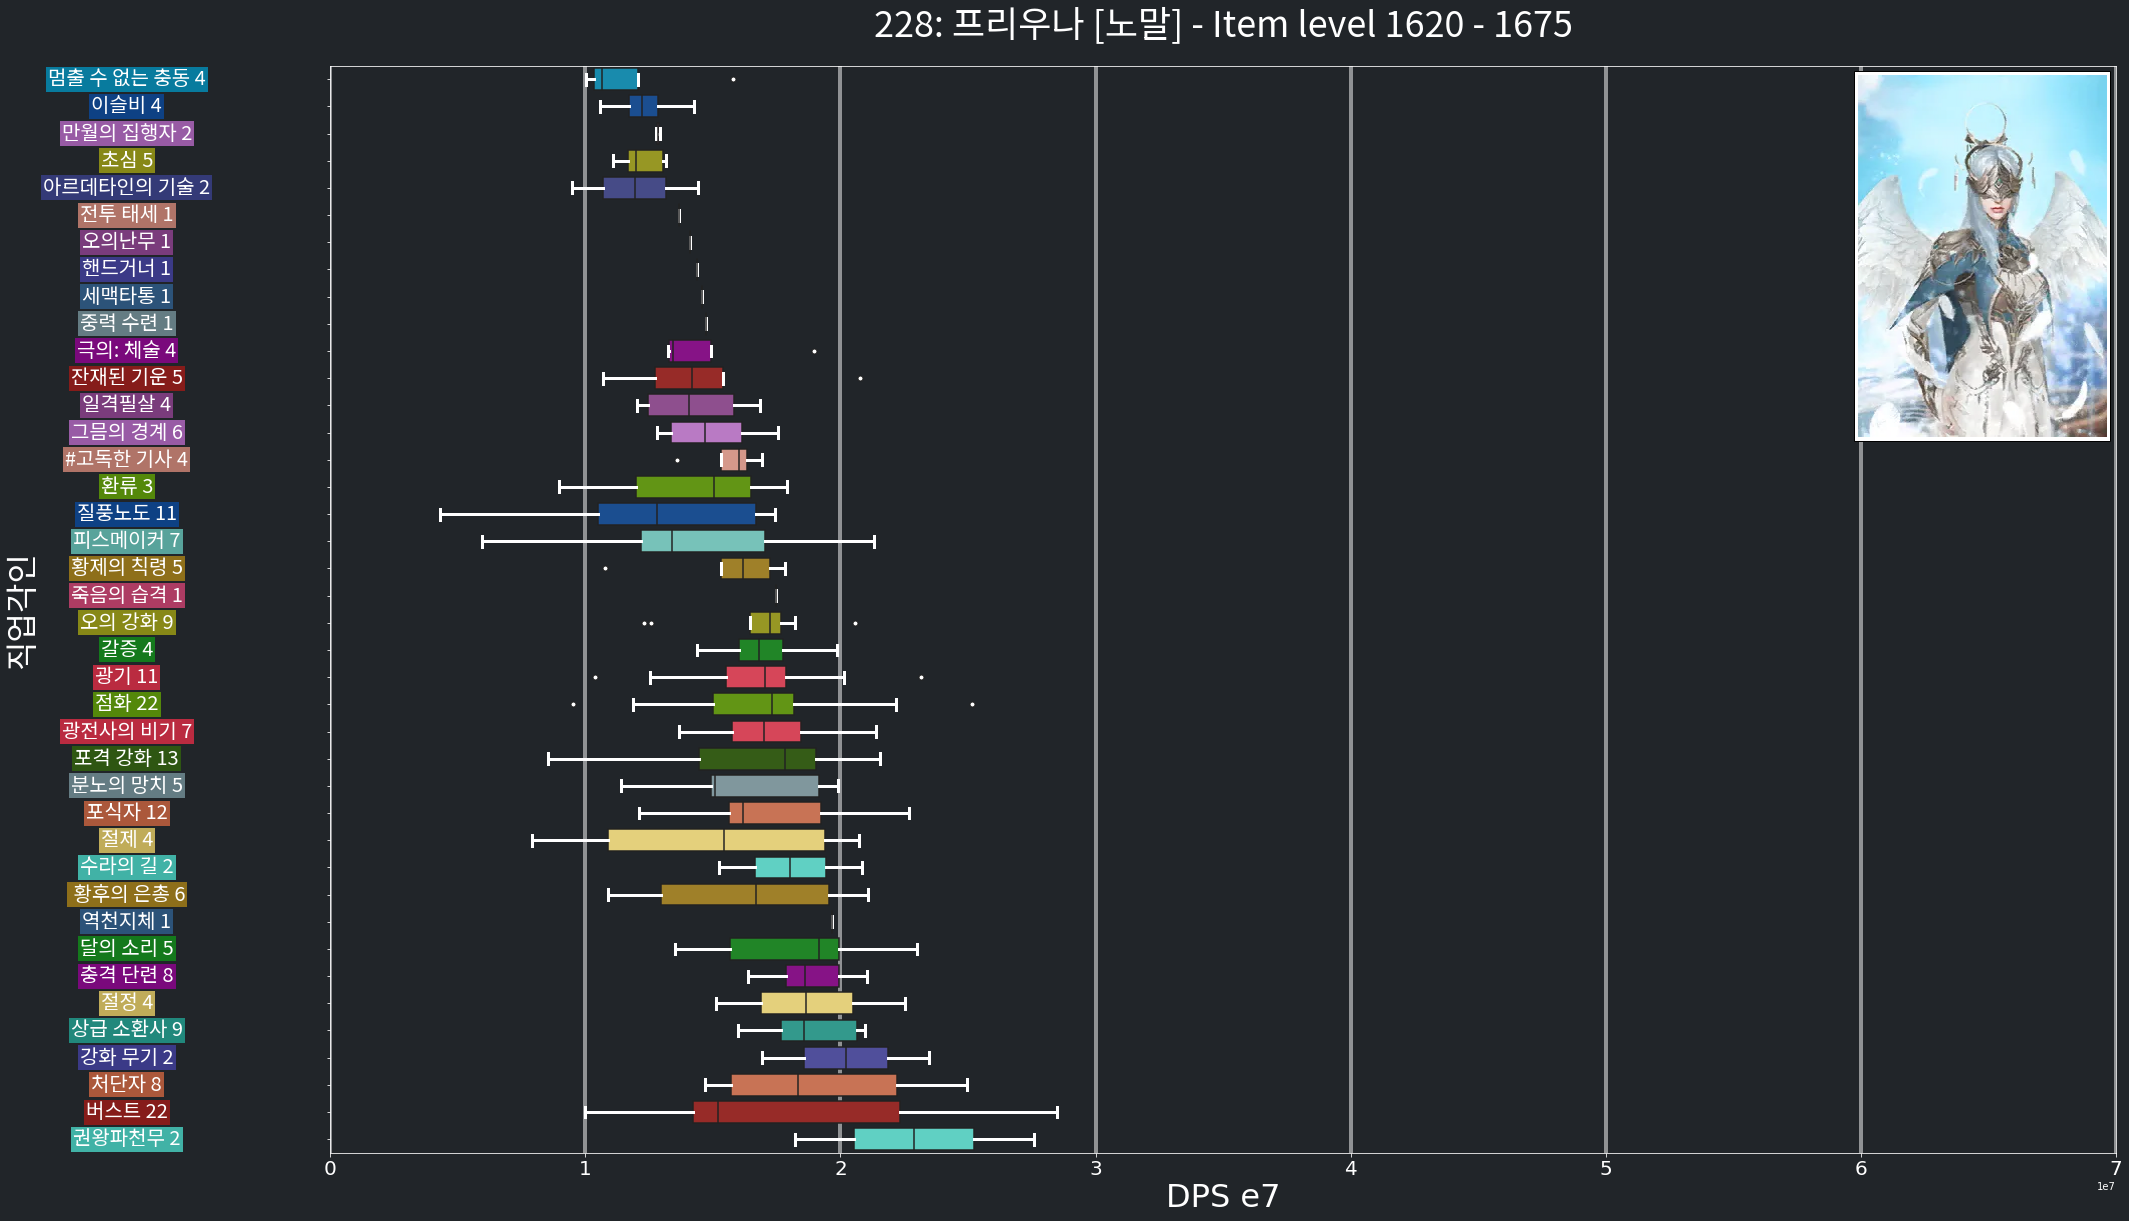 228: 프리우나 [노말] - Item level 1620 - 1675
멈출 수 없는 충동 4
이슬비 4
만월의 집행자 2
초심 5
아르데타인의 기술 2
전투 태세 1
오의난무 1
핸드거너 1
세맥타통 1
중력 수련 1
극의: 체술 4
잔재된 기운 5
일격필살 4
그믐의 경계 6
#고독한 기사 4
환류 3
질풍노도 11
피스메이커 7
황제의 칙령 5
죽음의 습격 1
오의 강화 9
갈증 4
광기 11
점화 22
광전사의 비기 7
포격 강화 13
분노의 망치 5
포식자 12
절제 4
수라의 길 2
황후의 은총 6
역천지체 1
달의 소리 5
충격 단련 8
절정 4
상급 소환사 9
강화 무기 2
처단자 8
버스트 22
권왕파천무 2
직업각인
0 1 2 3 4 5 6 7
1e7
DPS e7